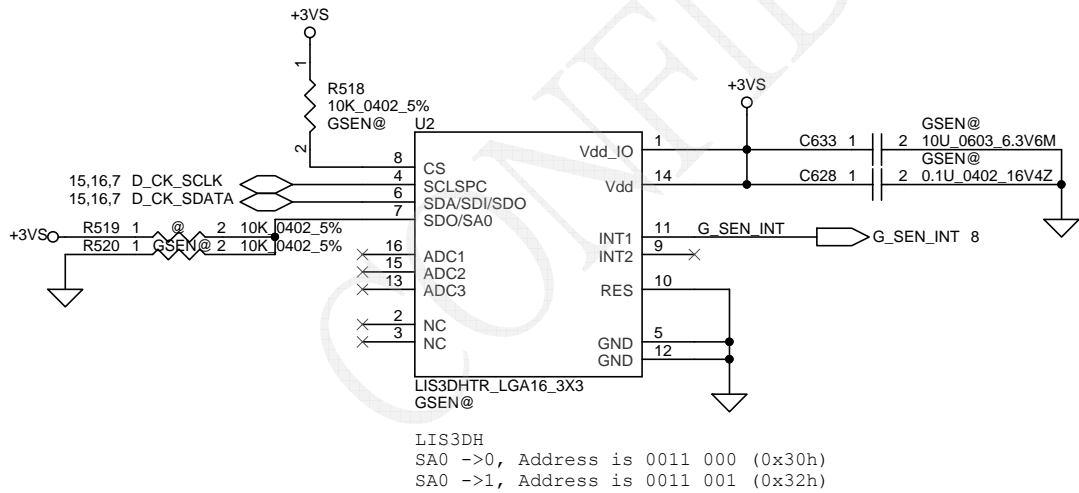 +3VS
1
R518
10K_0402_5%
GSEN@
2
U2
+3VS
8 CS
4 SCLSPC
6 SDA/SDI/SDO
7 SDO/SA0
15,16,7 D_CK_SCLK
15,16,7 D_CK_SDATA
+3VS
R519 1 @ 2 10K_0402_5%
R520 1 GSEN@ 2 10K_0402_5%
16 ADC1
15 ADC2
13 ADC3
2 NC
3 NC
Vdd_IO 1
Vdd 14
C633 1 2 GSEN@
10U_0603_6.3V6M
GSEN@
C628 1 2 0.1U_0402_16V4Z
INT1 11 G_SEN_INT G_SEN_INT 8
INT2 9
RES 10
GND 5
GND 12
LIS3DHTR_LGA16_3X3
GSEN@
LIS3DH
SA0 ->0, Address is 0011 000 (0x30h)
SA0 ->1, Address is 0011 001 (0x32h)
CONFID